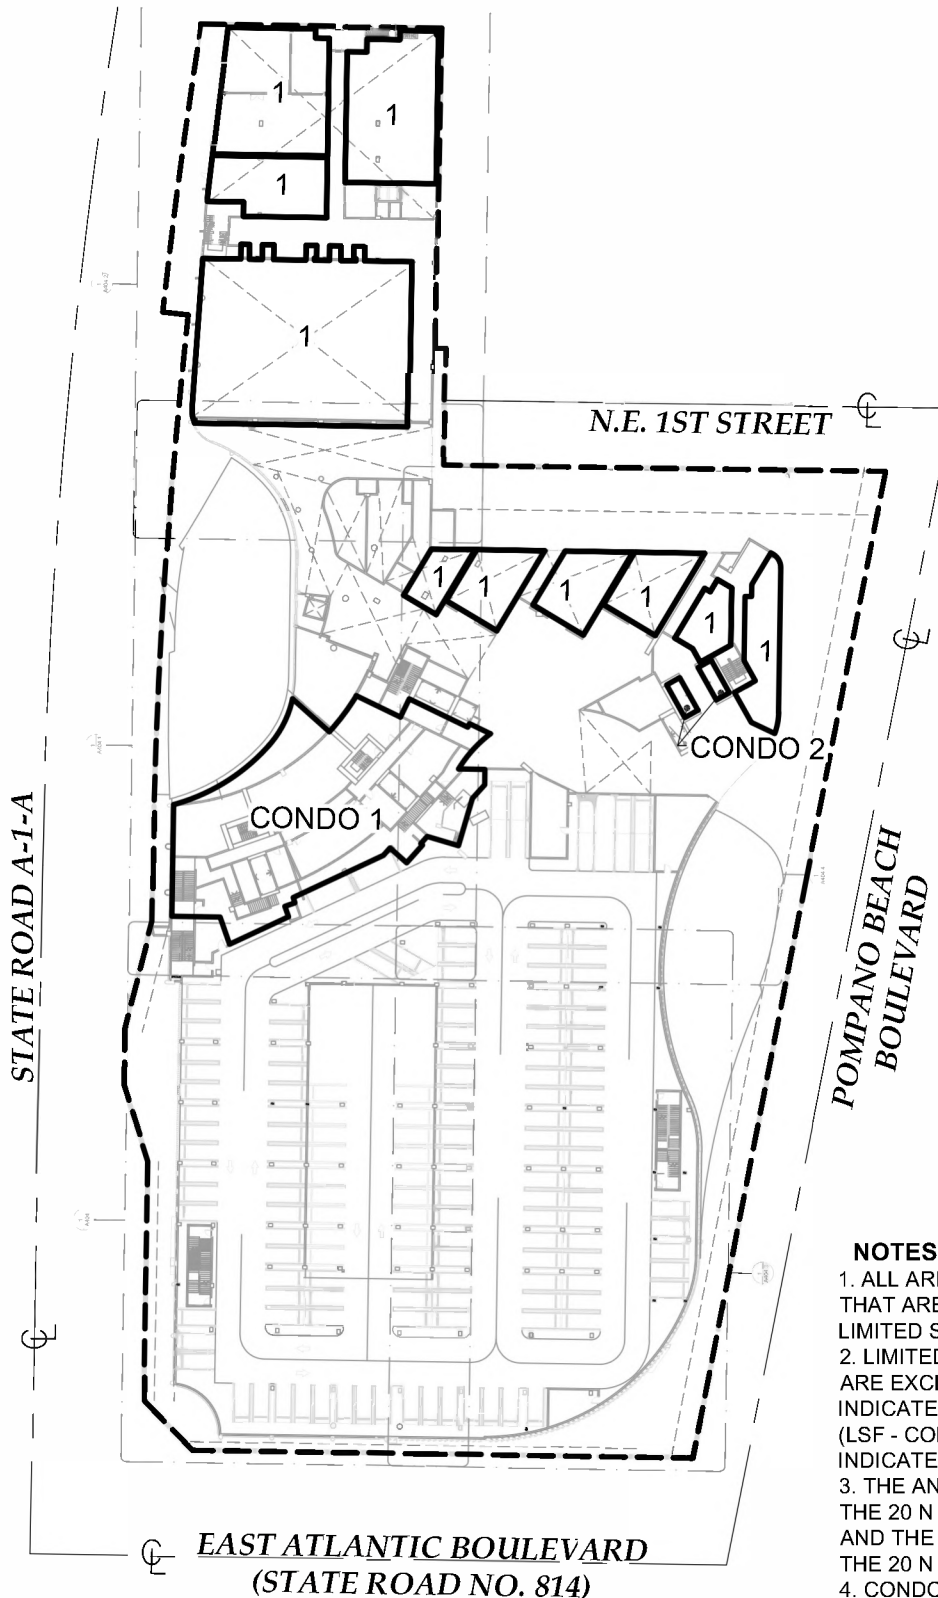 1
1
1
1
N.E. 1ST STREET
1
1
1
1
1
1
CONDO 2
CONDO 1
STATE ROAD A-1-A
POMPANO BEACH
BOULEVARD
NOTES
1. ALL AR
THAT ARE
LIMITED S
2. LIMITED
ARE EXC
INDICATE
(LSF - CO
INDICATE
3. THE AN
THE 20 N
AND THE
THE 20 N
4. CONDO
EAST ATLANTIC BOULEVARD
(STATE ROAD NO. 814)